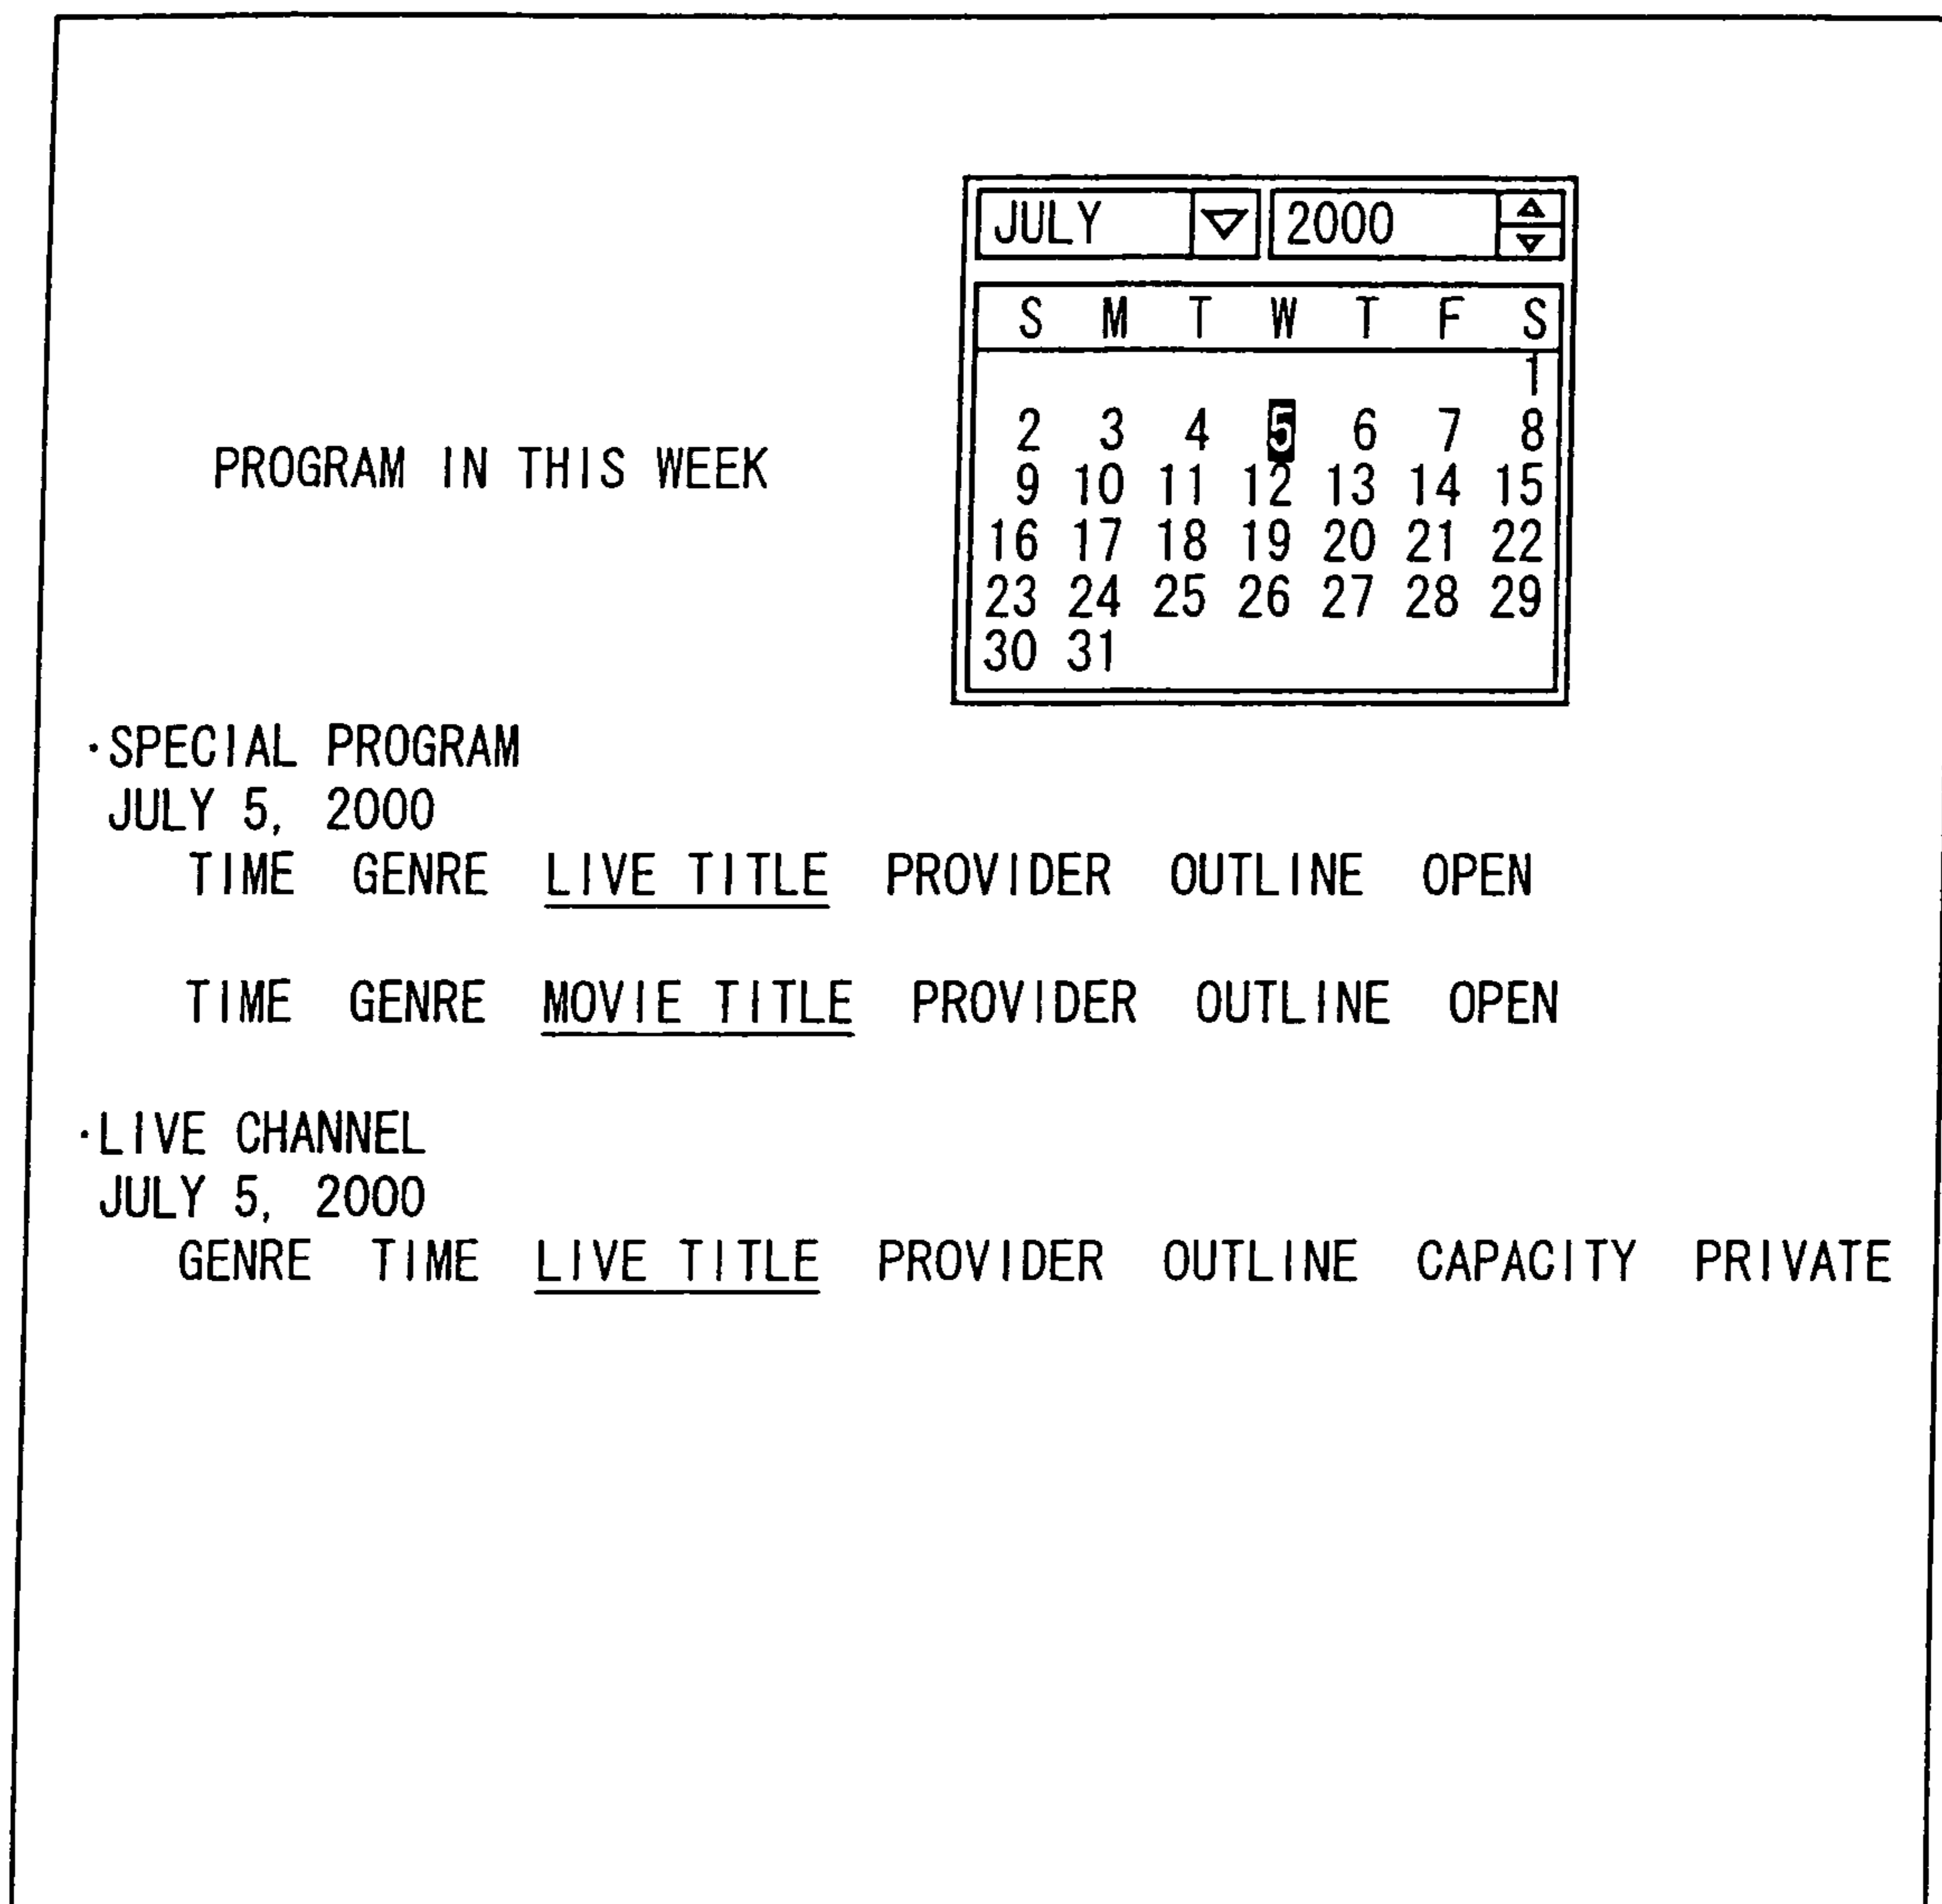 JULY 2000
S M T W T F S
1
2 3 4 5 6 7 8
PROGRAM IN THIS WEEK
9 10 11 12 13 14 15
16 17 18 19 20 21 22
23 24 25 26 27 28 29
30 31
·SPECIAL PROGRAM
JULY 5, 2000
TIME GENRE LIVE TITLE PROVIDER OUTLINE OPEN
TIME GENRE MOVIE TITLE PROVIDER OUTLINE OPEN
·LIVE CHANNEL
JULY 5, 2000
GENRE TIME LIVE TITLE PROVIDER OUTLINE CAPACITY PRIVATE